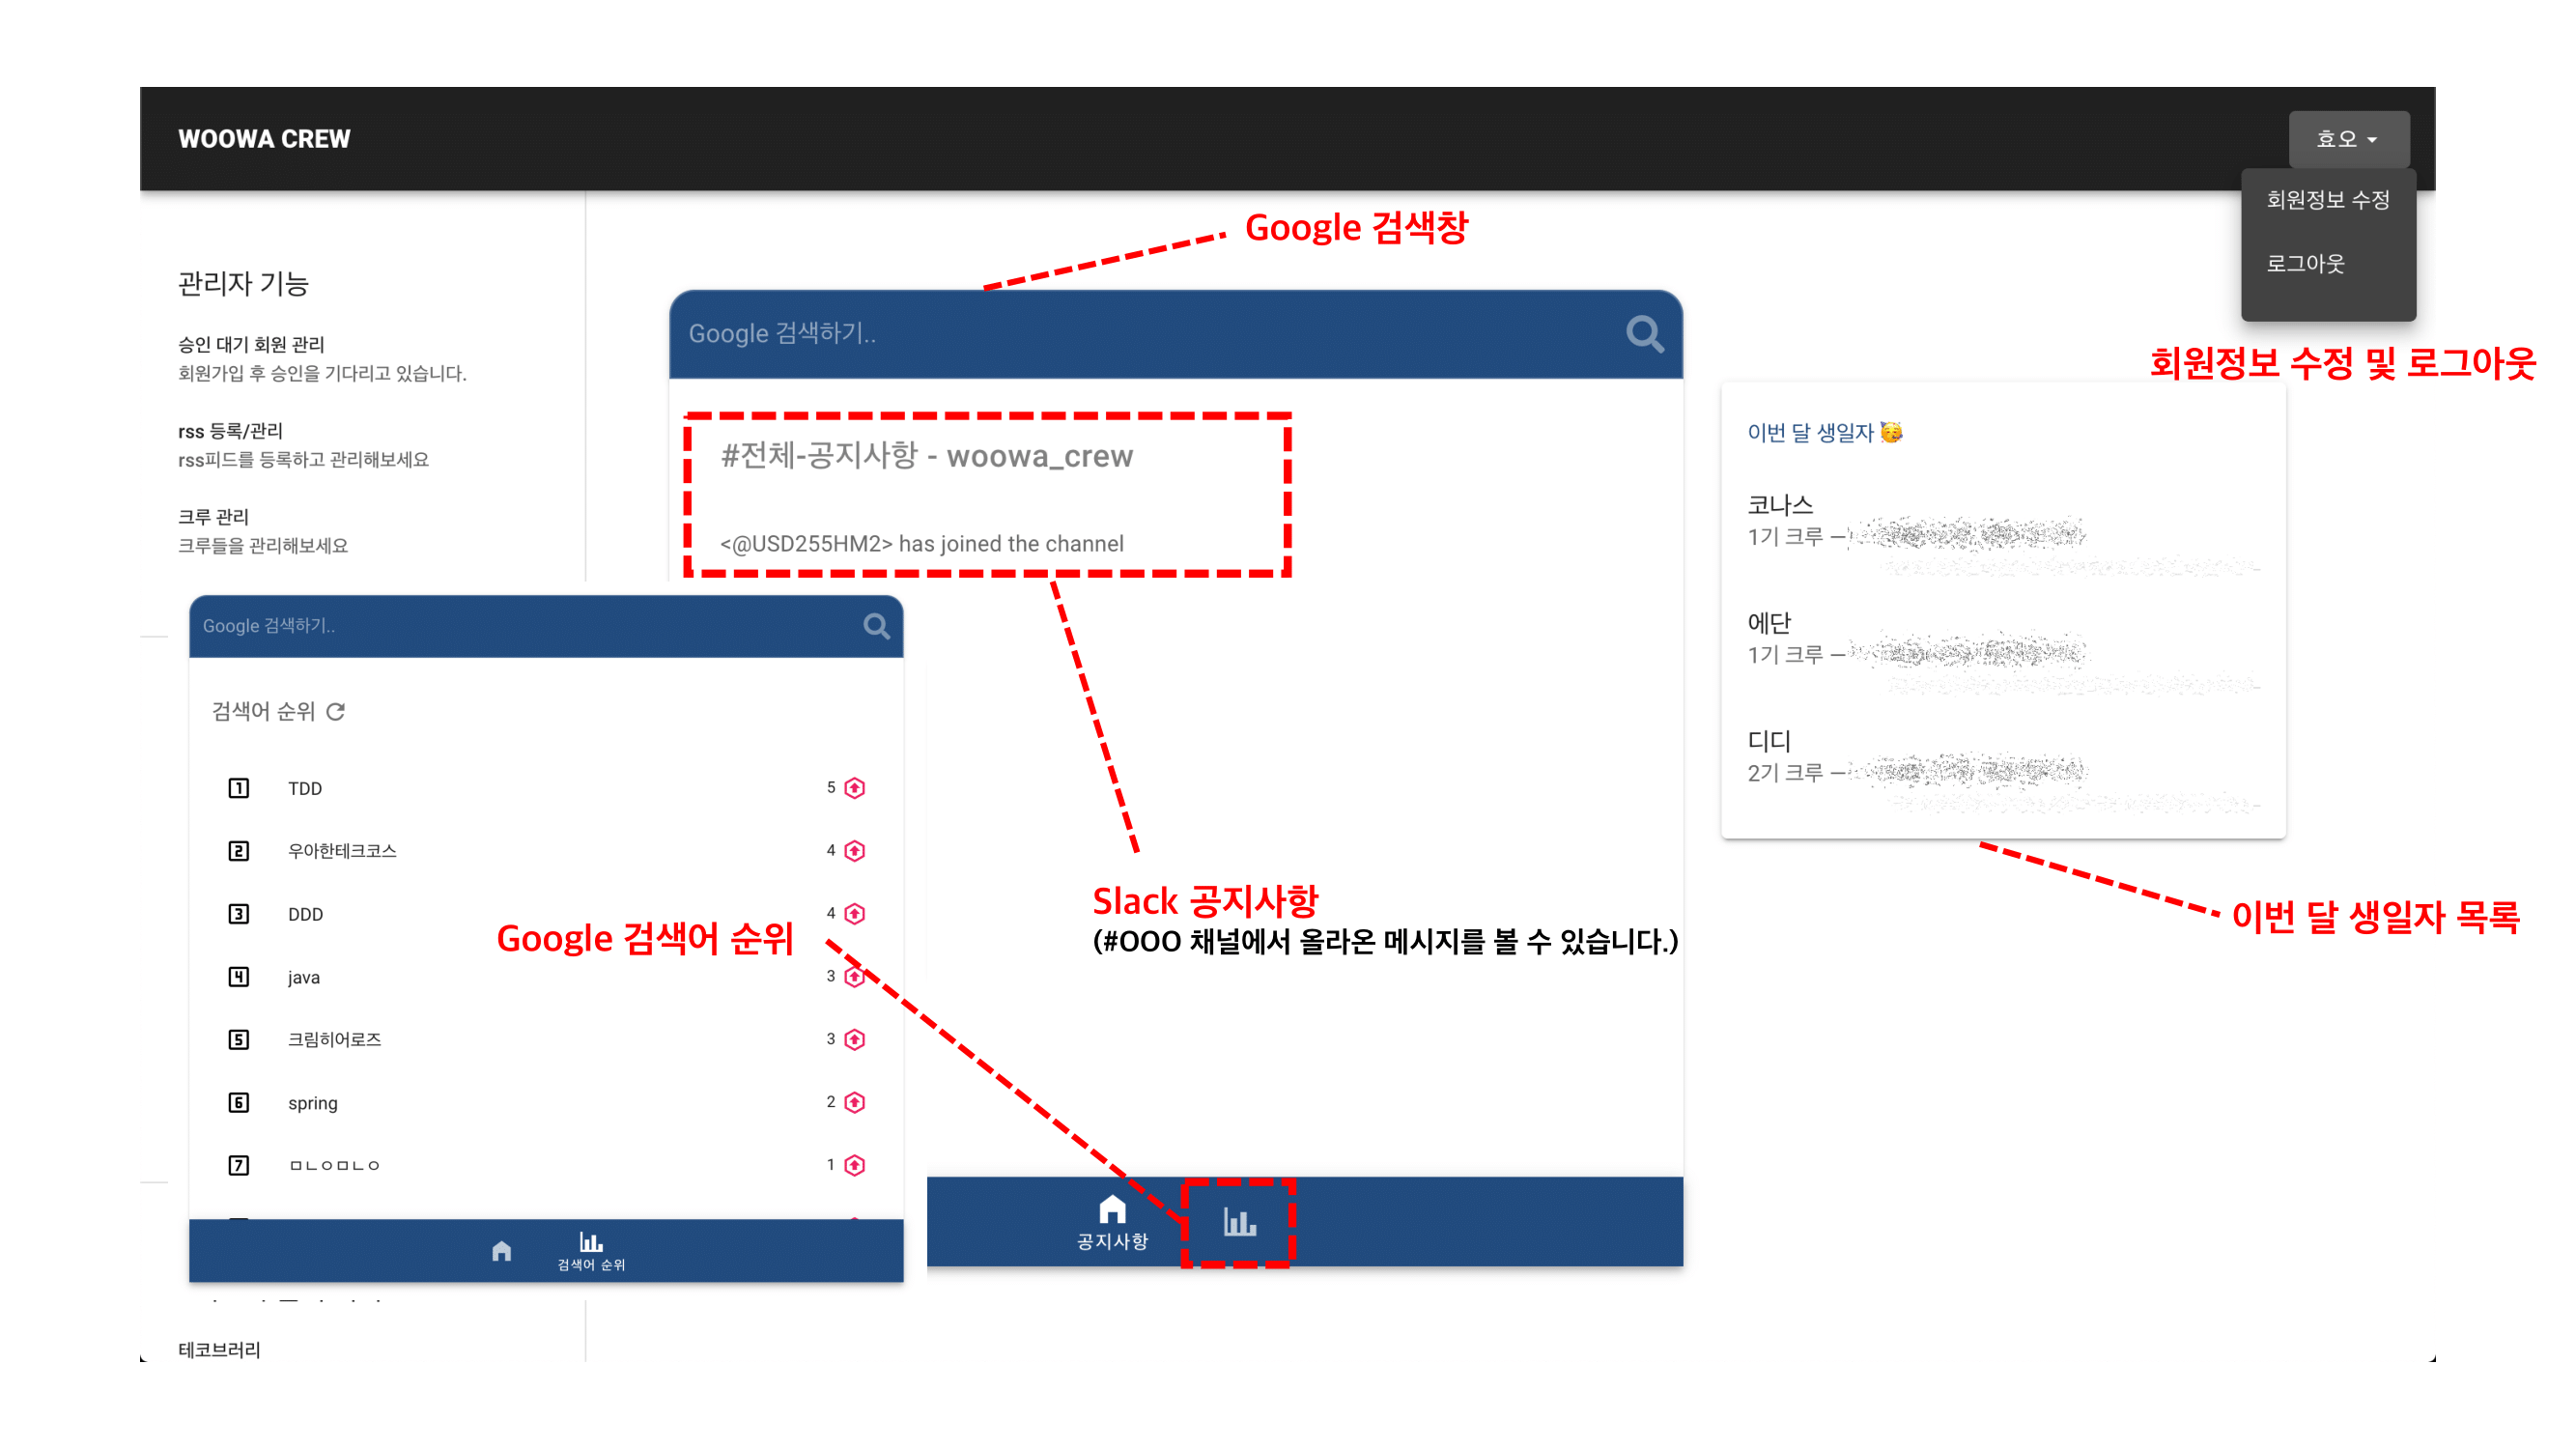 WOOWA CREW
효오
회원정보 수정
로그아웃
회원정보 수정 및 로그아웃
관리자 기능
승인 대기 회원 관리
회원가입 후 승인을 기다리고 있습니다.
rss 등록/관리
rss피드를 등록하고 관리해보세요
크루 관리
크루들을 관리해보세요
Google 검색창
Google 검색하기..
#전체-공지사항 - woowa_crew
<@USD255HM2> has joined the channel
Slack 공지사항
(#OOO 채널에서 올라온 메시지를 볼 수 있습니다.)
공지사항
이번 달 생일자 🥳
코나스
1기 크루 –
에단
1기 크루 –
디디
2기 크루 –
이번 달 생일자 목록
Google 검색하기..
검색어 순위
1 TDD 5
2 우아한테크코스 4
3 DDD 4
Google 검색어 순위
4 java 3
5 크림히어로즈 3
6 spring 2
7 ㅁㄴㅇㅁㄴㅇ 1
검색어 순위
테코브러리